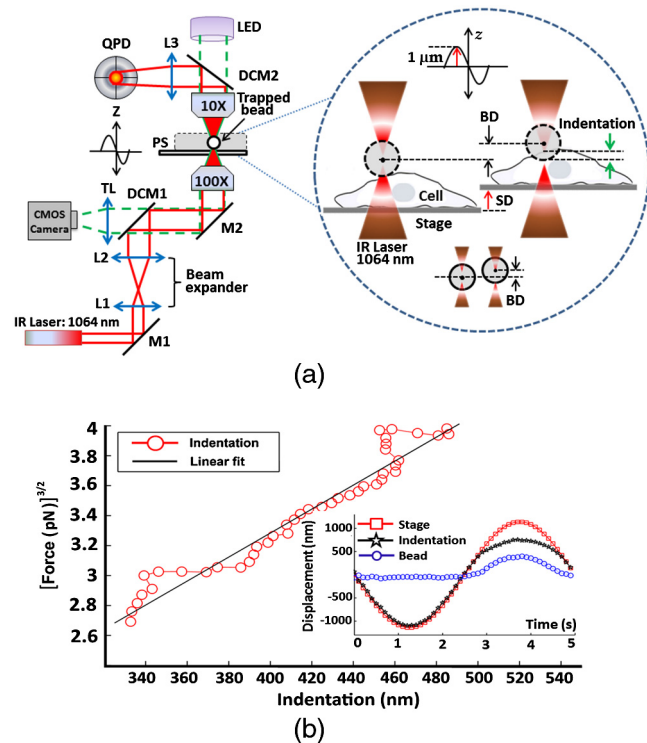 LED
QPD
L3
DCM2
10X
Trapped
bead
Z
PS
100X
TL
DCM1
CMOS
Camera
M2
L2
Beam
expander
L1
IR Laser: 1064 nm
M1
z
1 μm
BD
Indentation
Cell
SD
Stage
IR Laser
1064 nm
BD
(a)
[Force (pN)]^3/2
4
3.8
3.6
3.4
3.2
3
2.8
2.6
Indentation
Linear fit
Displacement (nm)
1000
500
-500
-1000
Stage
Indentation
Bead
Time (s)
0 1 2 3 4 5
340 360 380 400 420 440 460 480 500 520 540
Indentation (nm)
(b)